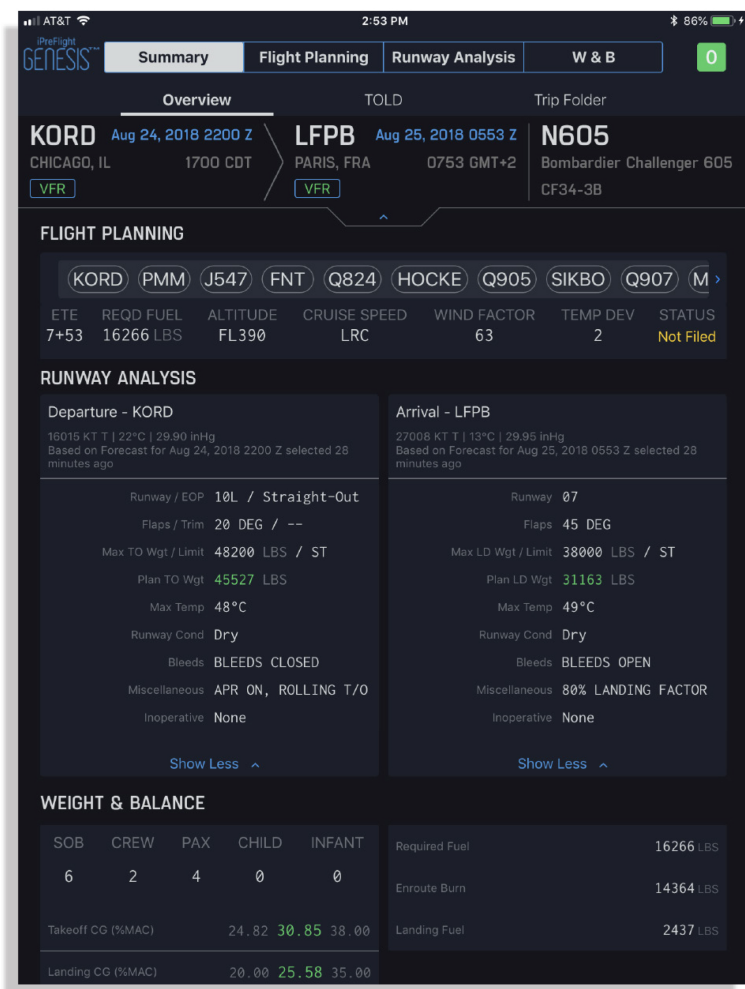 AT&T 2:53 PM 86%
iPreFlight
GENESIS™ Summary Flight Planning Runway Analysis W & B 0
Overview TOLD Trip Folder
KORD Aug 24, 2018 2200 Z LFPB Aug 25, 2018 0553 Z N605
CHICAGO, IL 1700 CDT PARIS, FRA 0753 GMT+2 Bombardier Challenger 605
VFR VFR CF34-3B
FLIGHT PLANNING
KORD PMM J547 FNT Q824 HOCKE Q905 SIKBO Q907 M
ETE REQD FUEL ALTITUDE CRUISE SPEED WIND FACTOR TEMP DEV STATUS
7+53 16266 LBS FL390 LRC 63 2 Not Filed
RUNWAY ANALYSIS
Departure - KORD
16015 KT T | 22°C | 29.90 inHg
Based on Forecast for Aug 24, 2018 2200 Z selected 28
minutes ago
Runway / EOP 10L / Straight-Out
Flaps / Trim 20 DEG / --
Max TO Wgt / Limit 48200 LBS / ST
Plan TO Wgt 45527 LBS
Max Temp 48°C
Runway Cond Dry
Bleeds BLEEDS CLOSED
Miscellaneous APR ON, ROLLING T/O
Inoperative None
Show Less
Arrival - LFPB
27008 KT T | 13°C | 29.95 inHg
Based on Forecast for Aug 25, 2018 0553 Z selected 28
minutes ago
Runway 07
Flaps 45 DEG
Max LD Wgt / Limit 38000 LBS / ST
Plan LD Wgt 31163 LBS
Max Temp 49°C
Runway Cond Dry
Bleeds BLEEDS OPEN
Miscellaneous 80% LANDING FACTOR
Inoperative None
Show Less
WEIGHT & BALANCE
SOB CREW PAX CHILD INFANT
6 2 4 0 0
Takeoff CG (%MAC) 24.82 30.85 38.00
Landing CG (%MAC) 20.00 25.58 35.00
Required Fuel 16266 LBS
Enroute Burn 14364 LBS
Landing Fuel 2437 LBS